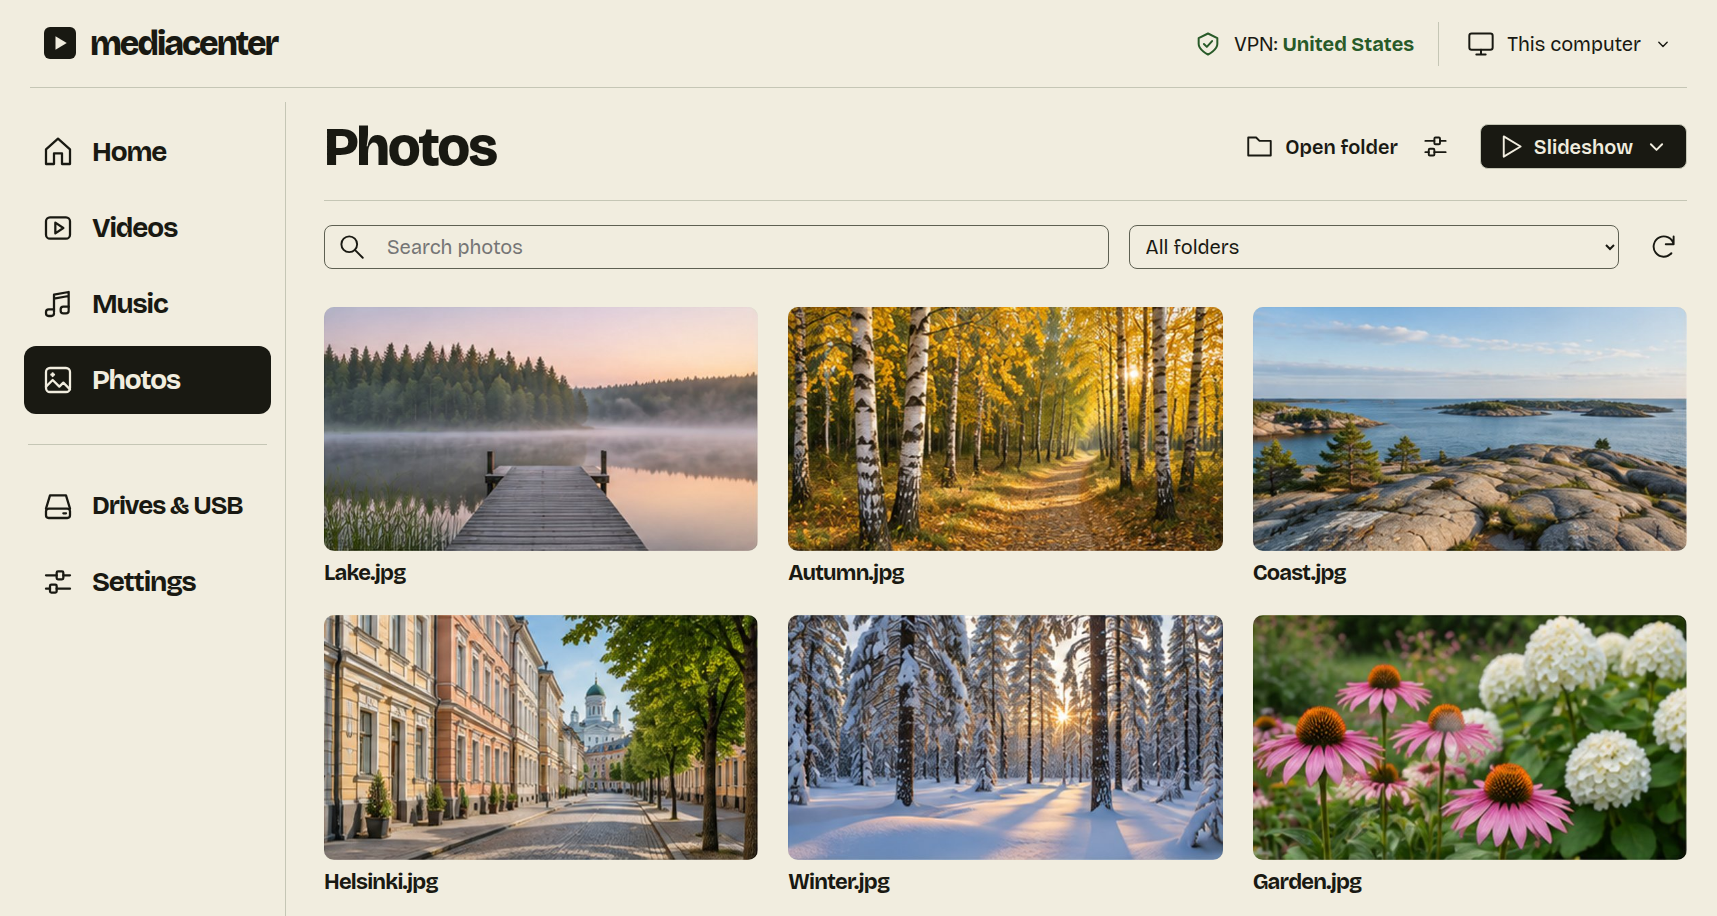 mediacenter
VPN: United States
This computer
Home
Videos
Music
Photos
Drives & USB
Settings
Photos
Open folder
Slideshow
Search photos
All folders
Lake.jpg
Autumn.jpg
Coast.jpg
Helsinki.jpg
Winter.jpg
Garden.jpg